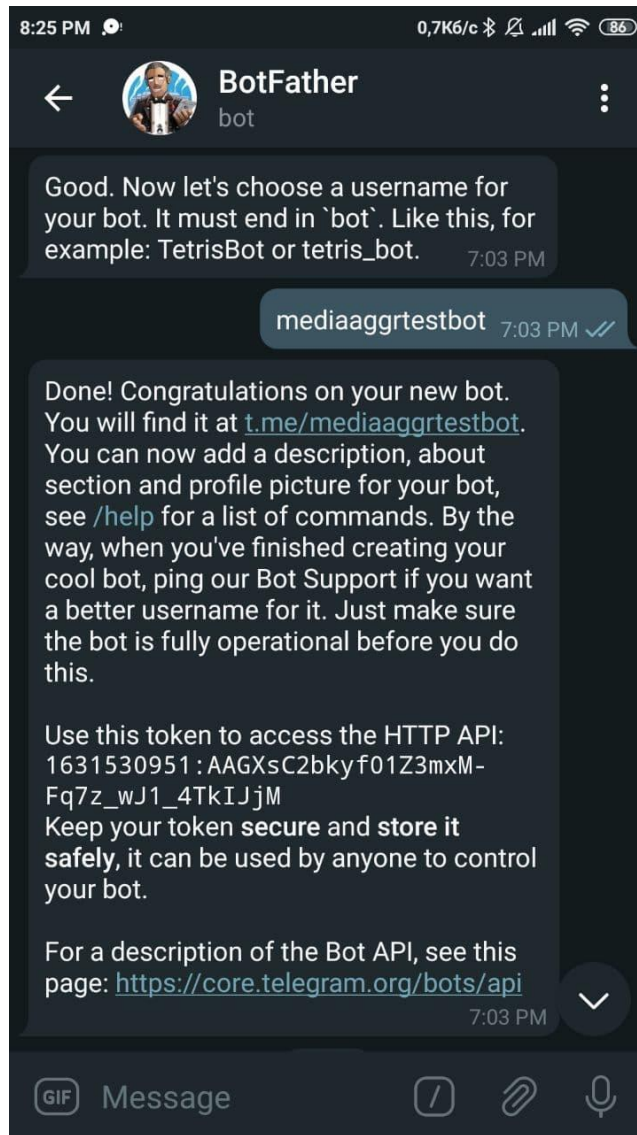 8:25 PM
0,7Кб/с
86
BotFather
bot
Good. Now let's choose a username for
your bot. It must end in `bot`. Like this, for
example: TetrisBot or tetris_bot.
7:03 PM
mediaaggrtestbot
7:03 PM
Done! Congratulations on your new bot.
You will find it at t.me/mediaaggrtestbot.
You can now add a description, about
section and profile picture for your bot,
see /help for a list of commands. By the
way, when you've finished creating your
cool bot, ping our Bot Support if you want
a better username for it. Just make sure
the bot is fully operational before you do
this.
Use this token to access the HTTP API:
1631530951:AAGXsC2bkyf01Z3mxM-
Fq7z_wJ1_4TkIJjM
Keep your token secure and store it
safely, it can be used by anyone to control
your bot.
For a description of the Bot API, see this
page: https://core.telegram.org/bots/api
7:03 PM
GIF
Message
/